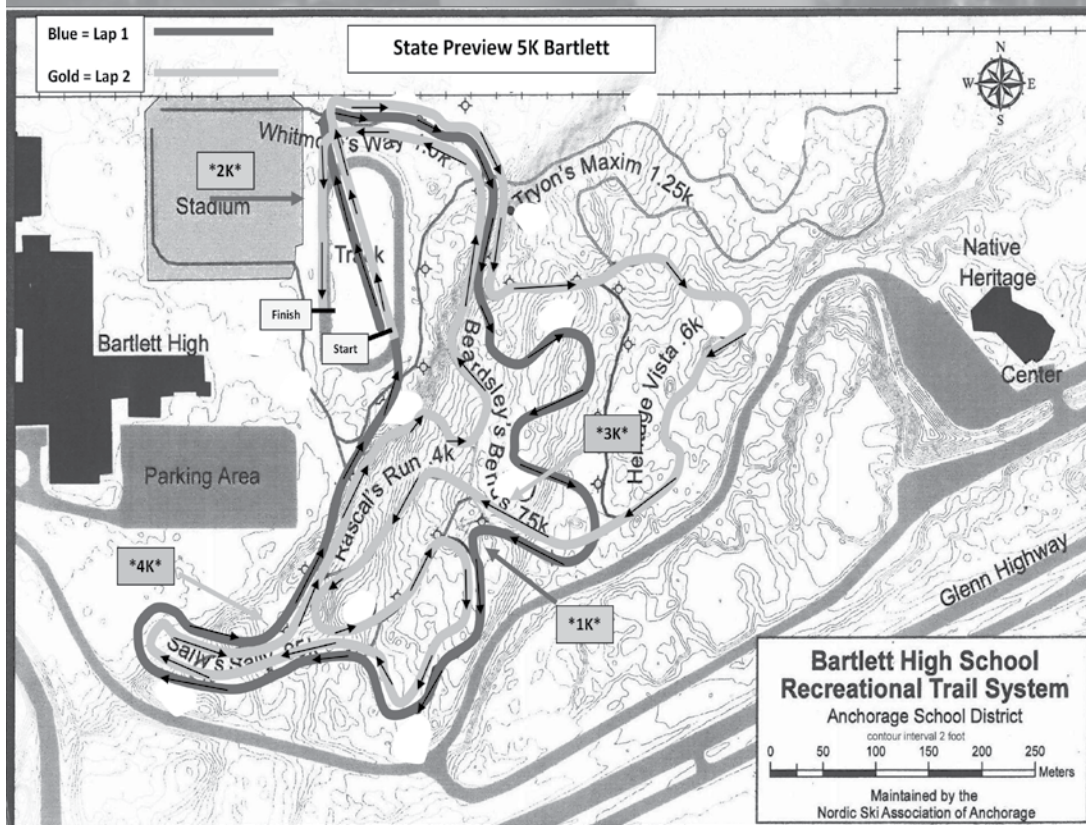 Blue = Lap 1
Gold = Lap 2
State Preview 5K Bartlett
N
W
E
S
*2K*
Stadium
Tryon's Maxim 1.25k
Track
Native
Heritage
Center
Finish
Start
Bartlett High
Beardsley's
.75k
Heritage Vista .6k
*3K*
Rascal's Run .4k
Parking Area
*4K*
*1K*
Glenn Highway
Bartlett High School
Recreational Trail System
Anchorage School District
contour interval 2 foot
0 50 100 150 200 250
Meters
Maintained by the
Nordic Ski Association of Anchorage